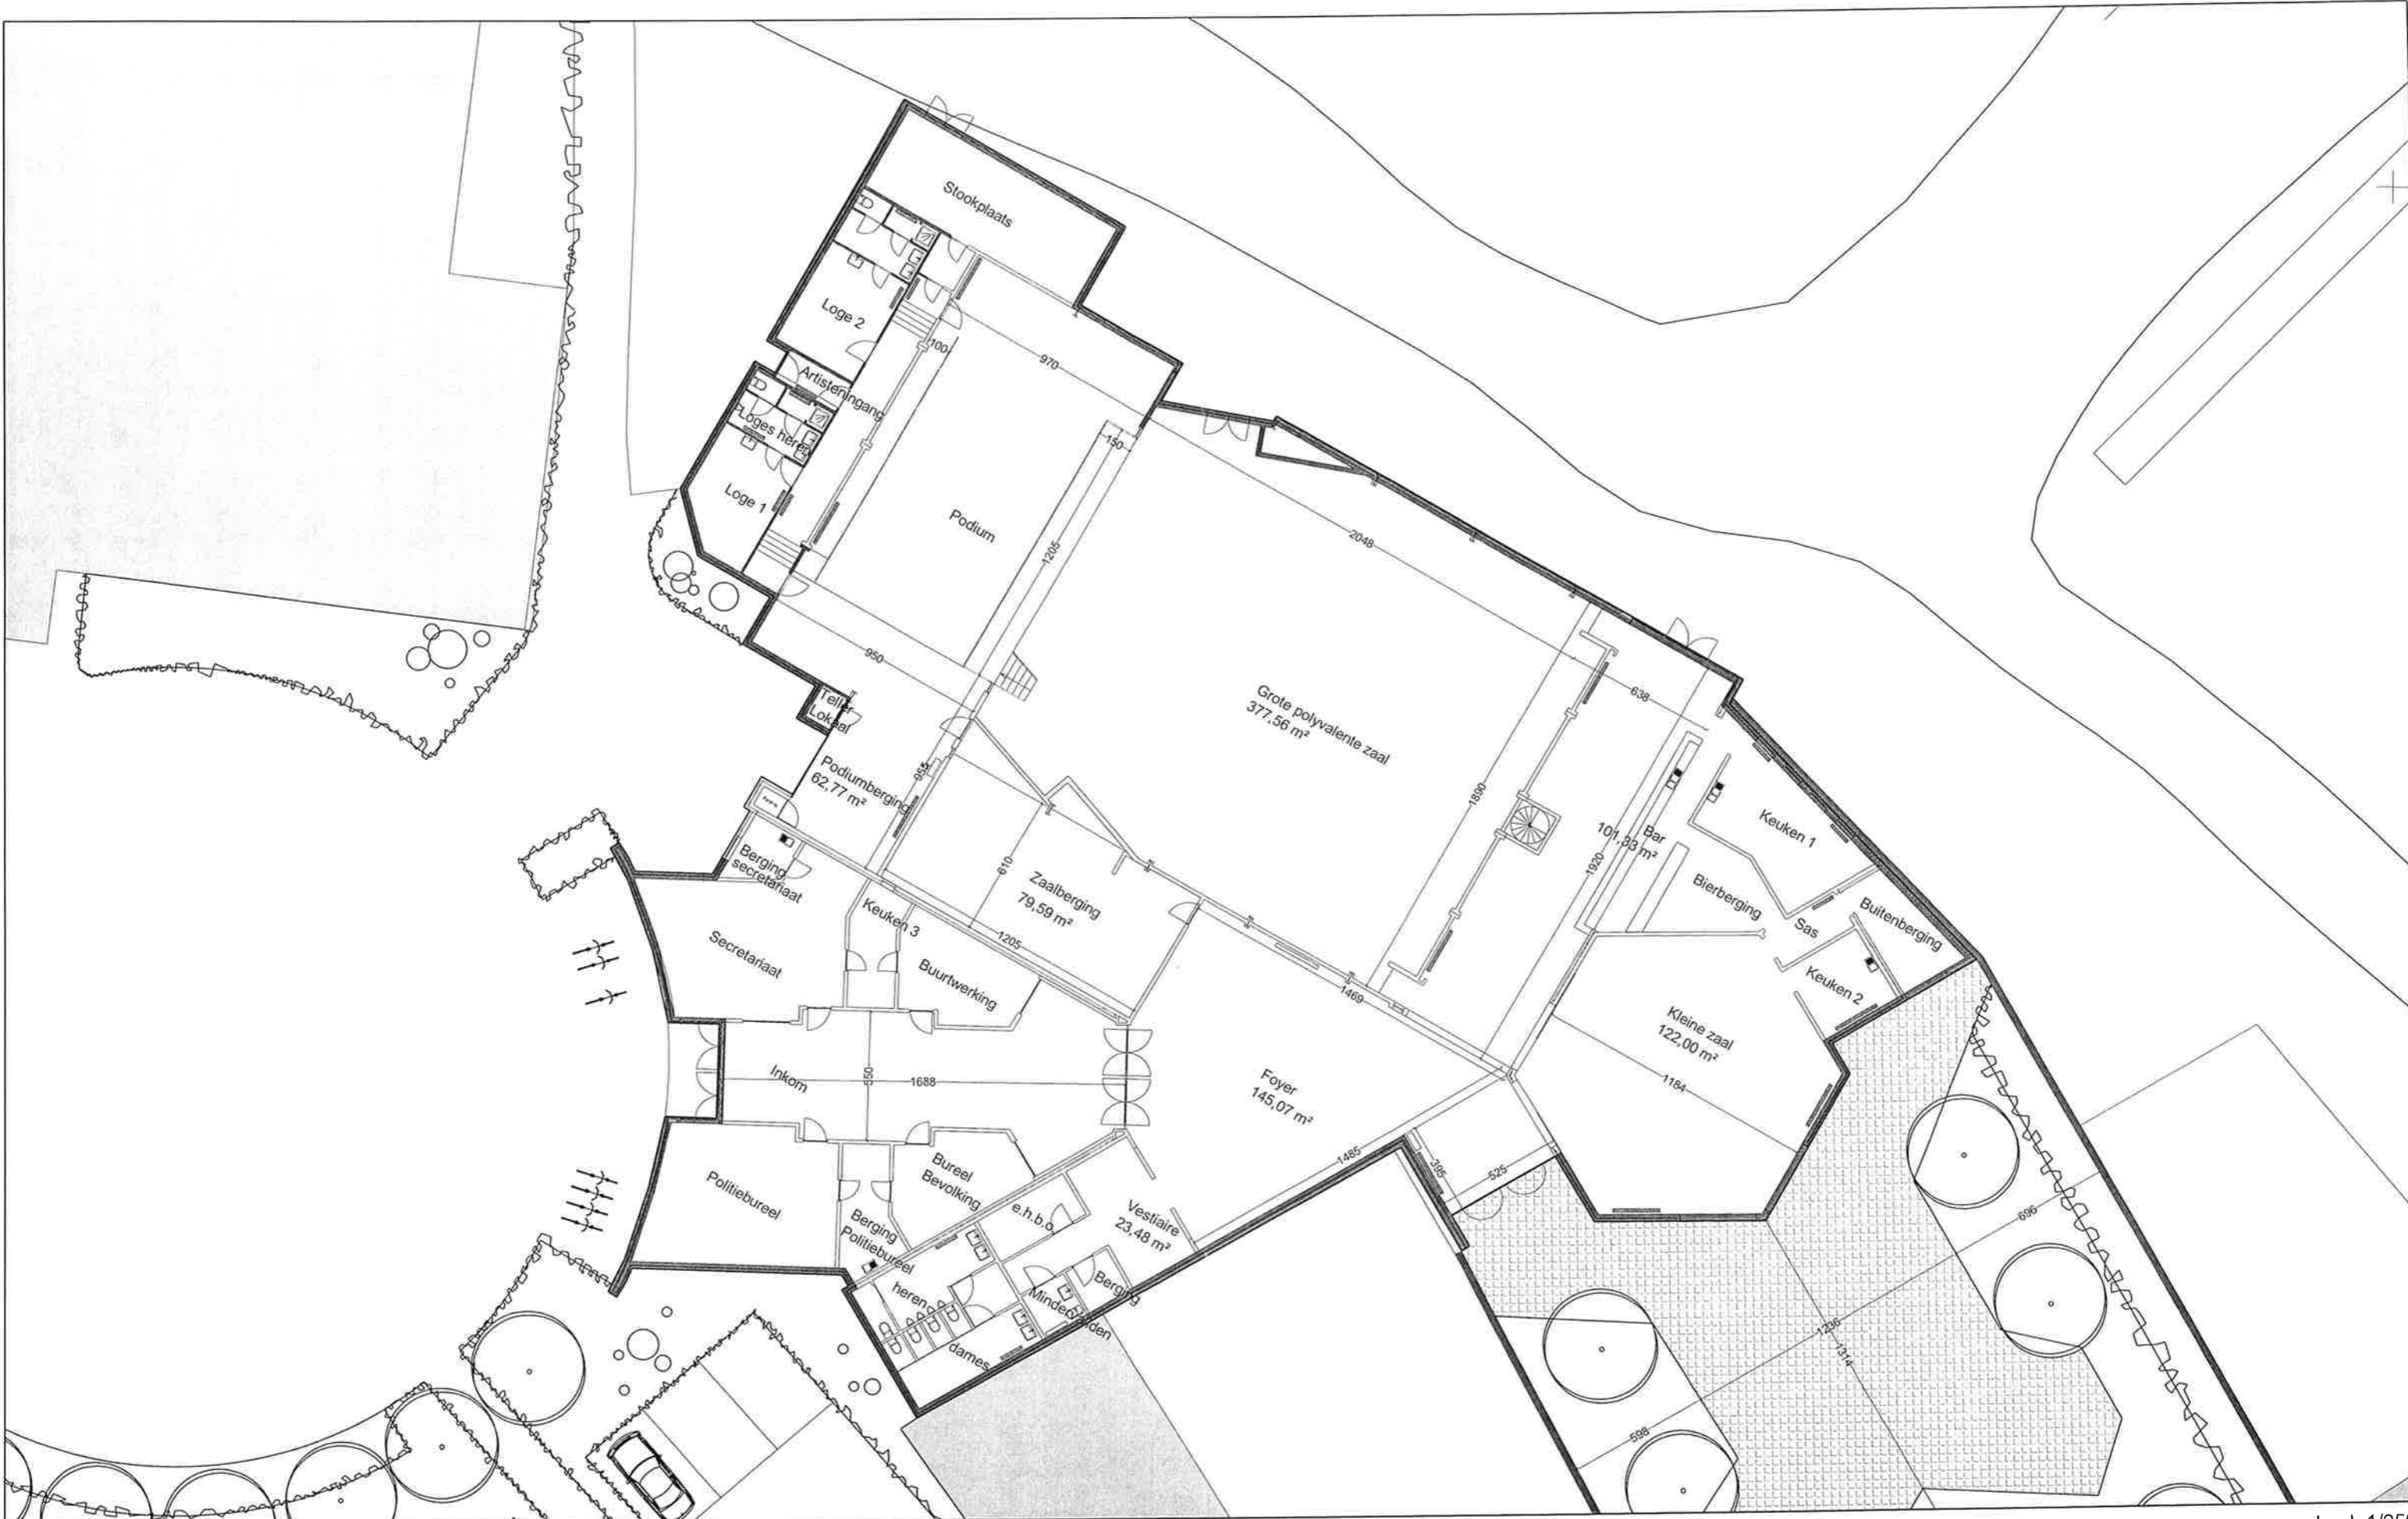 Stookplaats
Loge 2
100
970
Artisteningang
Loges heren
150
Loge 1
Podium
1205
2048
950
638
Teller
Lokaal
Grote polyvalente zaal
377,56 m²
Podiumberging
62,77 m²
955
1890
Bar
101,33 m²
Keuken 1
Berging
secretariaat
610
1920
Zaalberging
79,59 m²
Bierberging
Keuken 3
Sas
Buitenberging
Secretariaat
1205
Buurtwerking
Keuken 2
1469
Kleine zaal
122,00 m²
Inkom
550
1688
Foyer
145,07 m²
1184
Bureel
Bevolking
1485
395
525
Politiebureel
e.h.b.o.
Vestiaire
23,48 m²
Berging
Politiebureel
696
heren
Mindervaliden
Berging
dames
1236
1314
598